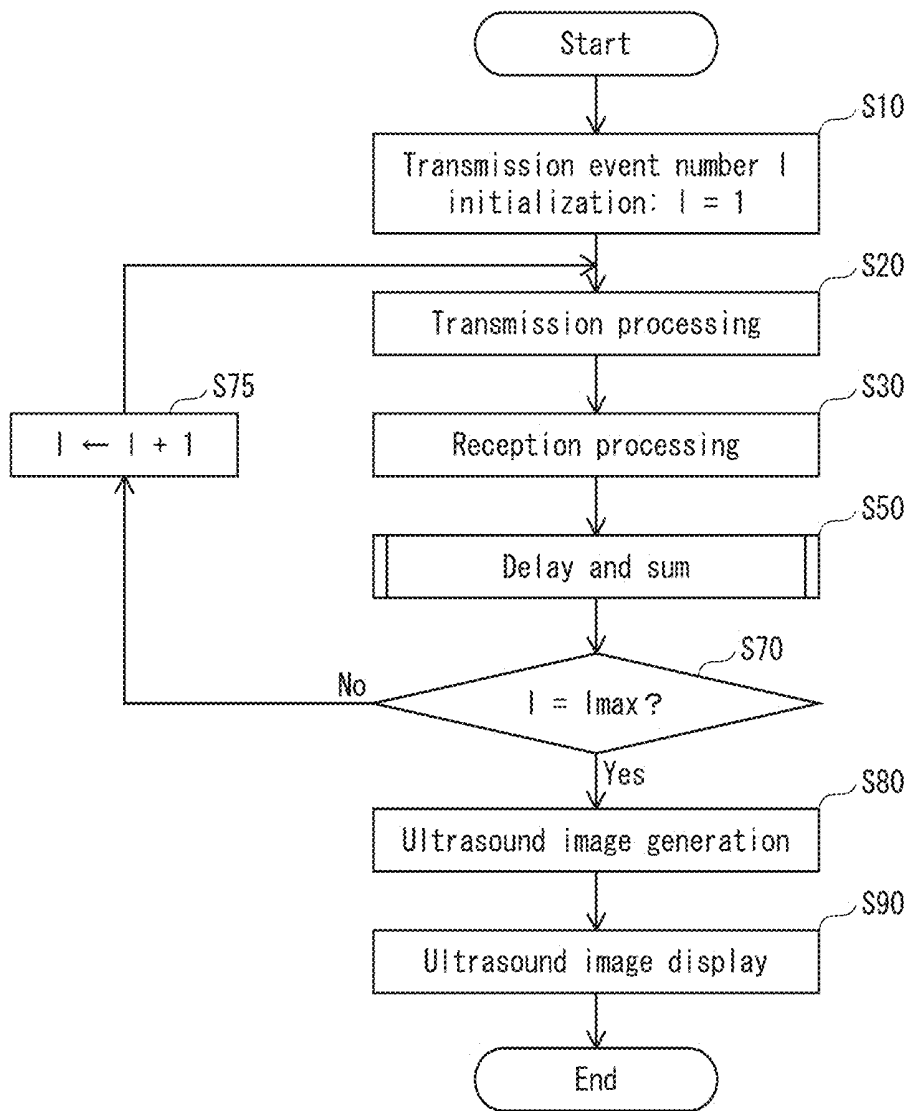 Start
S10
Transmission event number l
initialization: l = 1
S20
Transmission processing
S75
l ← l + 1
S30
Reception processing
S50
Delay and sum
S70
No
l = lmax?
Yes
S80
Ultrasound image generation
S90
Ultrasound image display
End